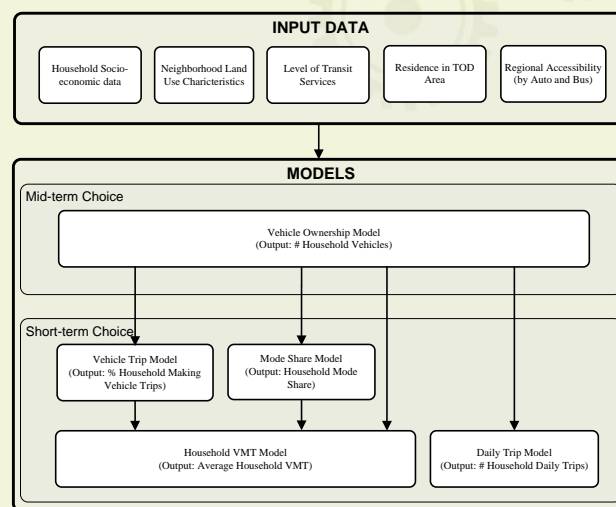 INPUT DATA
Household Socio-
economic data
Neighborhood Land
Use Charicteristics
Level of Transit
Services
Residence in TOD
Area
Regional Accessibility
(by Auto and Bus)
MODELS
Mid-term Choice
Vehicle Ownership Model
(Output: # Household Vehicles)
Short-term Choice
Vehicle Trip Model
(Output: % Household Making
Vehicle Trips)
Mode Share Model
(Output: Household Mode
Share)
Household VMT Model
(Output: Average Household VMT)
Daily Trip Model
(Output: # Household Daily Trips)